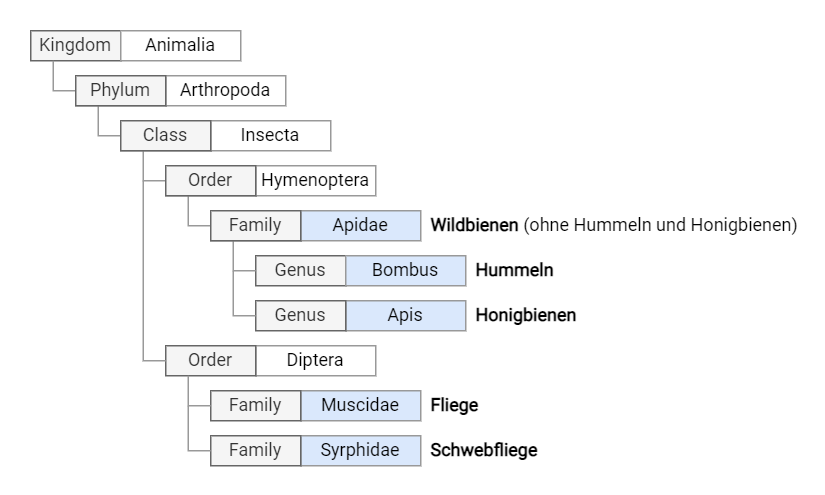 Kingdom Animalia
Phylum Arthropoda
Class Insecta
Order Hymenoptera
Family Apidae Wildbienen (ohne Hummeln und Honigbienen)
Genus Bombus Hummeln
Genus Apis Honigbienen
Order Diptera
Family Muscidae Fliege
Family Syrphidae Schwebfliege